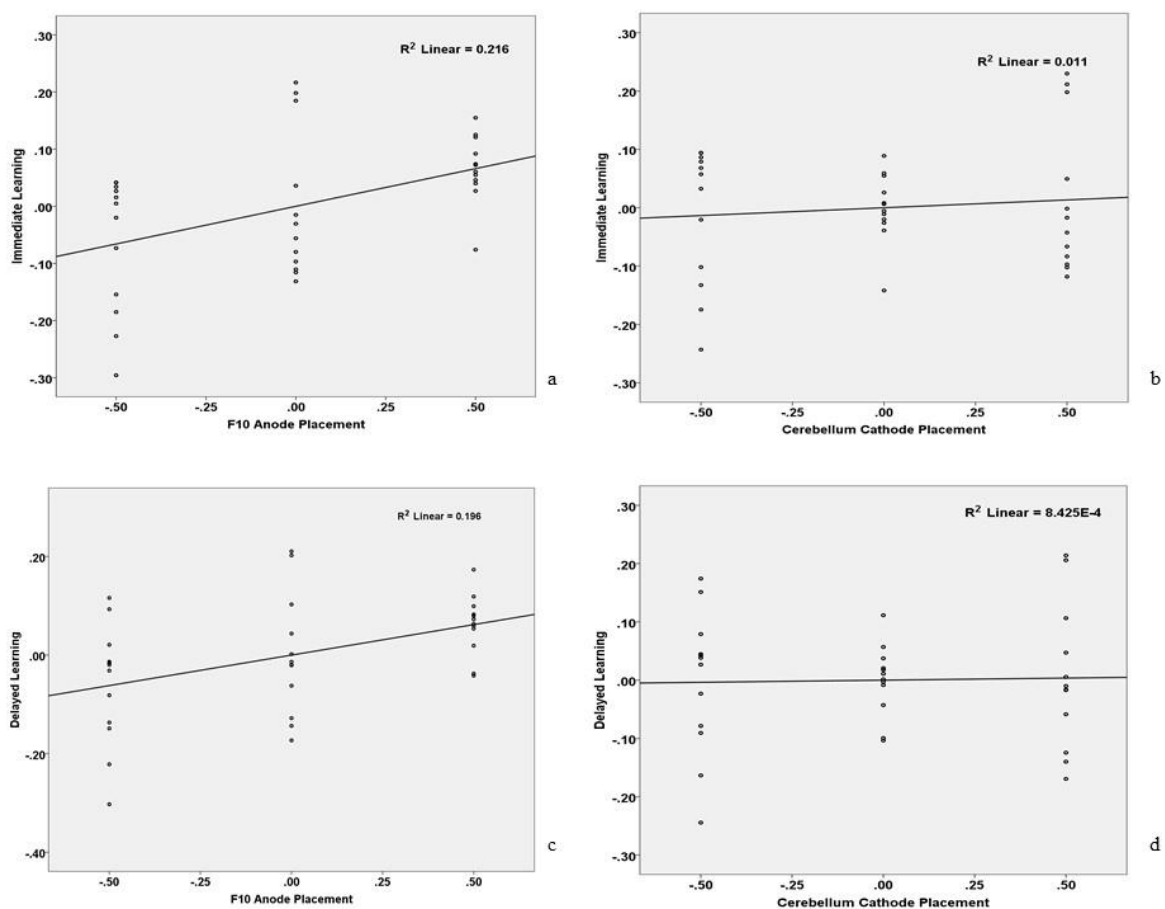 R² Linear = 0.216
.30
.20
.10
.00
-.10
-.20
-.30
Immediate Learning
-.50
-.25
.00
.25
.50
F10 Anode Placement
a
R² Linear = 0.011
.30
.20
.10
.00
-.10
-.20
-.30
Immediate Learning
-.50
-.25
.00
.25
.50
Cerebellum Cathode Placement
b
R² Linear = 0.196
.20
.00
-.20
-.40
Delayed Learning
-.50
-.25
.00
.25
.50
F10 Anode Placement
c
R² Linear = 8.425E-4
.30
.20
.10
.00
-.10
-.20
-.30
Delayed Learning
-.50
-.25
.00
.25
.50
Cerebellum Cathode Placement
d